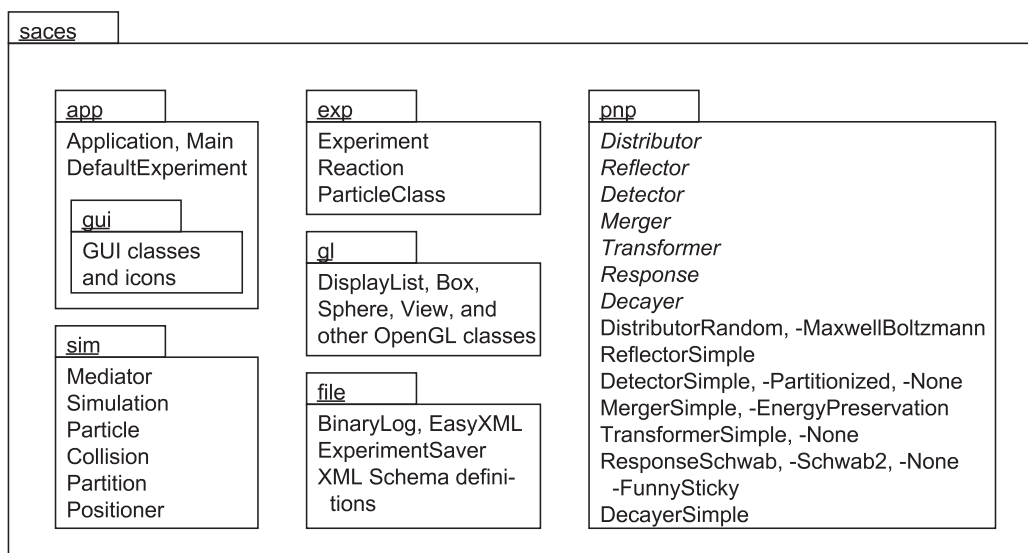 saces
app
Application, Main
DefaultExperiment
gui
GUI classes
and icons
sim
Mediator
Simulation
Particle
Collision
Partition
Positioner
exp
Experiment
Reaction
ParticleClass
gl
DisplayList, Box,
Sphere, View, and
other OpenGL classes
file
BinaryLog, EasyXML
ExperimentSaver
XML Schema defini-
tions
pnp
Distributor
Reflector
Detector
Merger
Transformer
Response
Decayer
DistributorRandom, -MaxwellBoltzmann
ReflectorSimple
DetectorSimple, -Partitionized, -None
MergerSimple, -EnergyPreservation
TransformerSimple, -None
ResponseSchwab, -Schwab2, -None
-FunnySticky
DecayerSimple